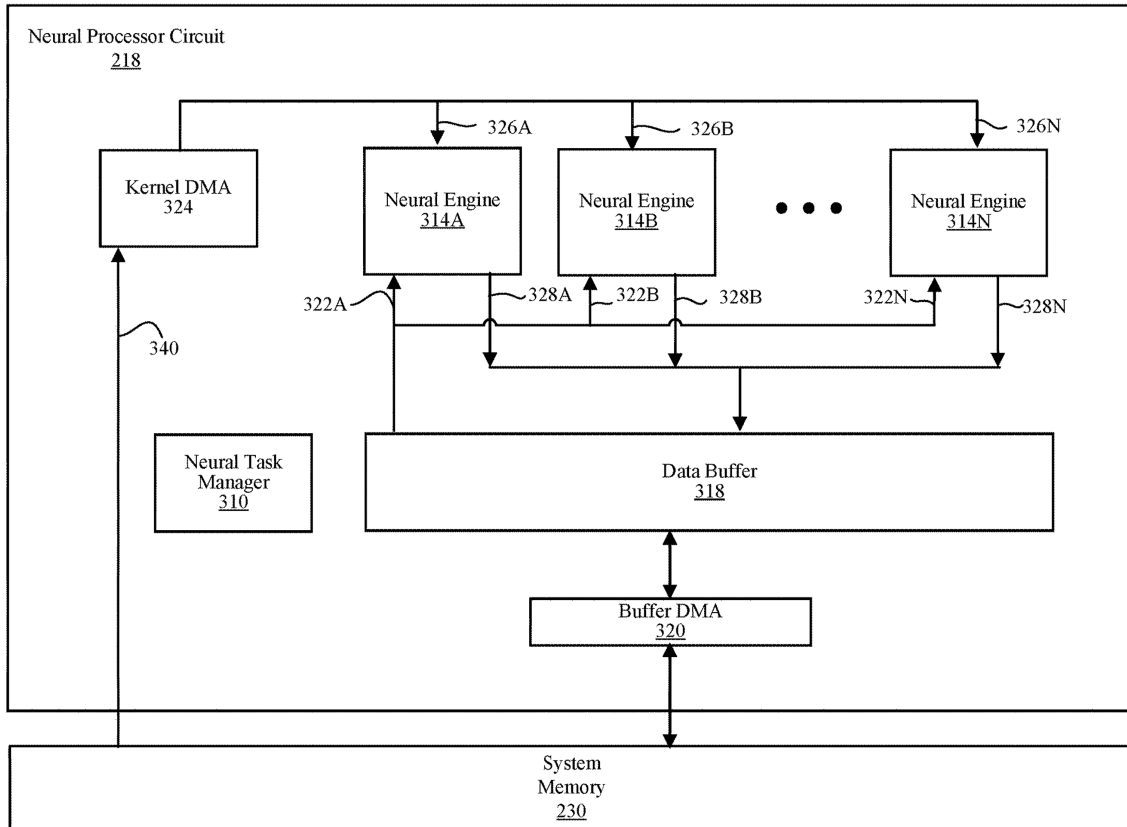 Neural Processor Circuit
218
326A
326B
326N
Kernel DMA
324
Neural Engine
314A
Neural Engine
314B
Neural Engine
314N
322A
328A
322B
328B
322N
328N
340
Neural Task
Manager
310
Data Buffer
318
Buffer DMA
320
System
Memory
230